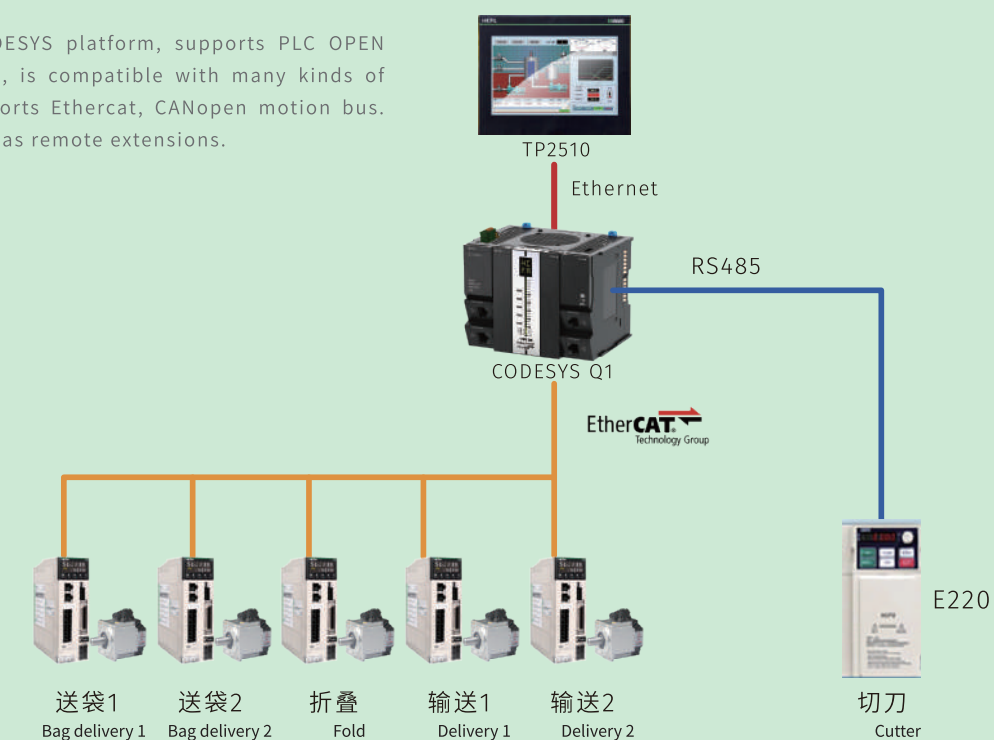 DESYS platform, supports PLC OPEN
, is compatible with many kinds of
orts Ethercat, CANopen motion bus.
as remote extensions.
TP2510
Ethernet
RS485
CODESYS Q1
EtherCAT®
Technology Group
E220
送袋1 送袋2 折叠 输送1 输送2 切刀
Bag delivery 1 Bag delivery 2 Fold Delivery 1 Delivery 2 Cutter